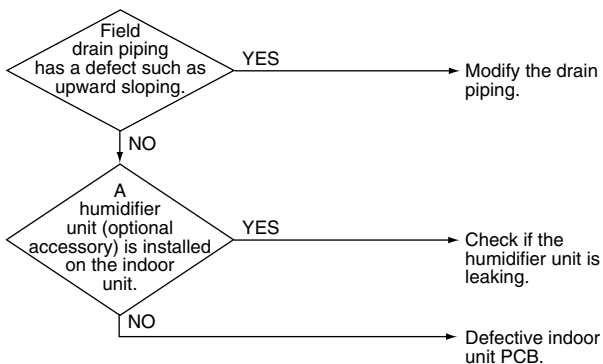 Field
drain piping
has a defect such as
upward sloping.
YES
Modify the drain
piping.
NO
A
humidifier
unit (optional
accessory) is installed
on the indoor
unit.
YES
Check if the
humidifier unit is
leaking.
NO
Defective indoor
unit PCB.